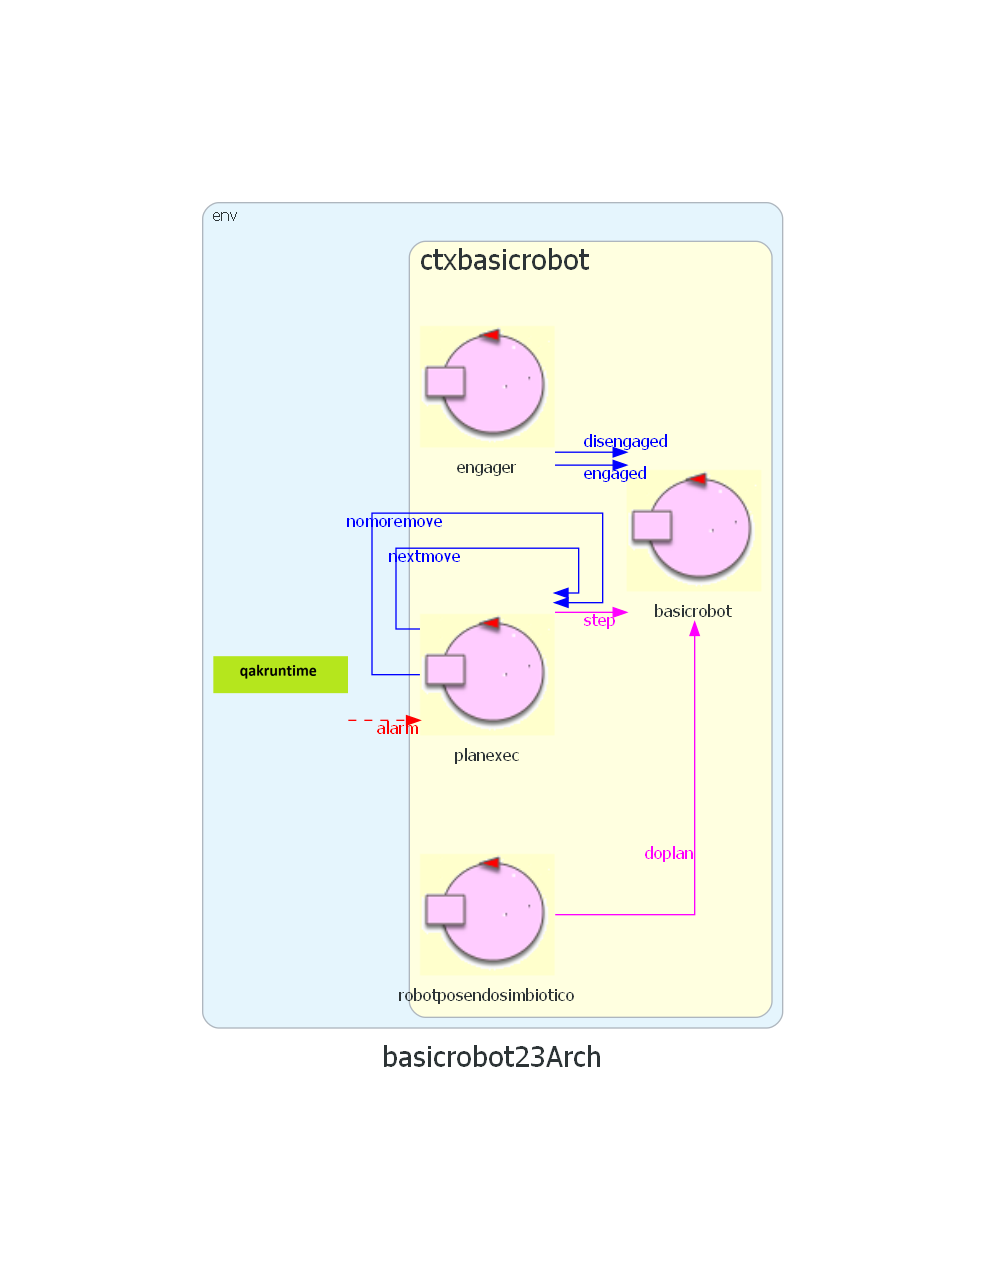 env
ctxbasicrobot
disengaged
engager
engaged
nomoremove
nextmove
basicrobot
step
qakruntime
alarm
planexec
doplan
robotposendosimbiotico
basicrobot23Arch